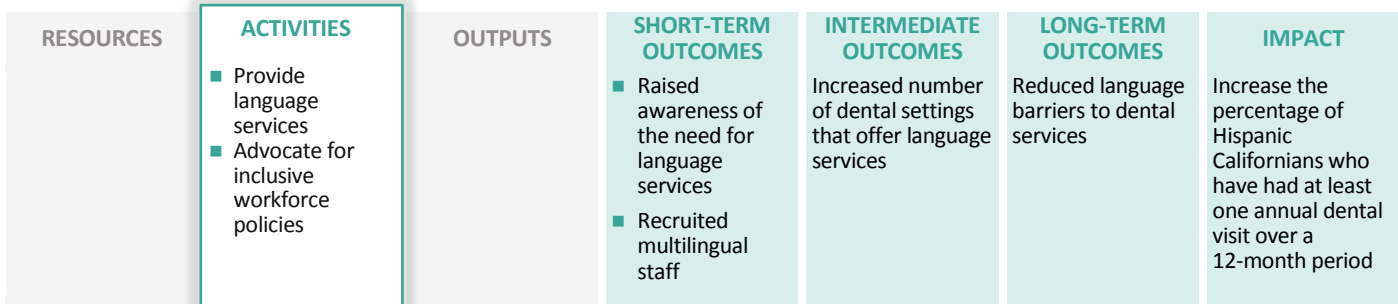 RESOURCES
ACTIVITIES
■ Provide
language
services
■ Advocate for
inclusive
workforce
policies
OUTPUTS
SHORT-TERM
OUTCOMES
■ Raised
awareness of
the need for
language
services
■ Recruited
multilingual
staff
INTERMEDIATE
OUTCOMES
Increased number
of dental settings
that offer language
services
LONG-TERM
OUTCOMES
Reduced language
barriers to dental
services
IMPACT
Increase the
percentage of
Hispanic
Californians who
have had at least
one annual dental
visit over a
12-month period